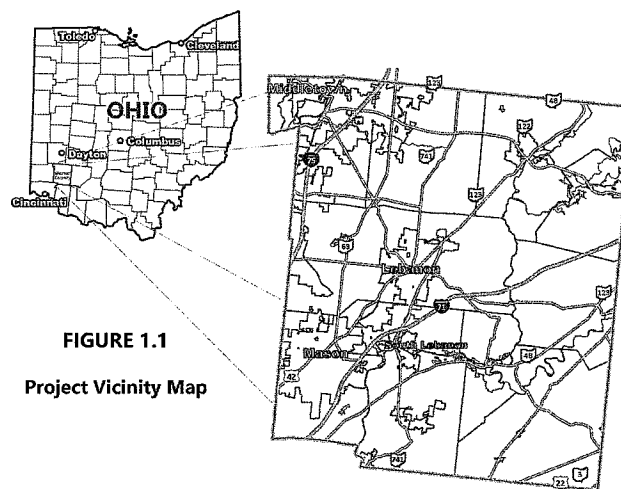 Toledo
Cleveland
OHIO
Columbus
Dayton
Cincinnati
FIGURE 1.1
Project Vicinity Map
Middletown
123
48
122
75
741
123
63
Lebanon
71
123
Mason
South Lebanon
48
42
741
22
3